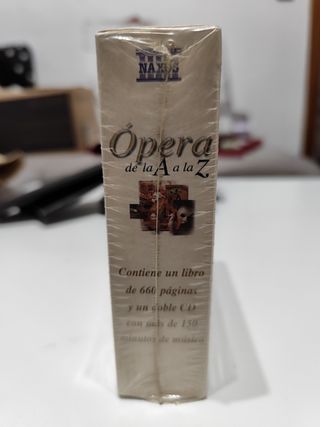 NAXOS
Ópera
de la A a la Z
Contiene un libro
de 660 páginas
y un doble CD
con más de 150
minutos de música